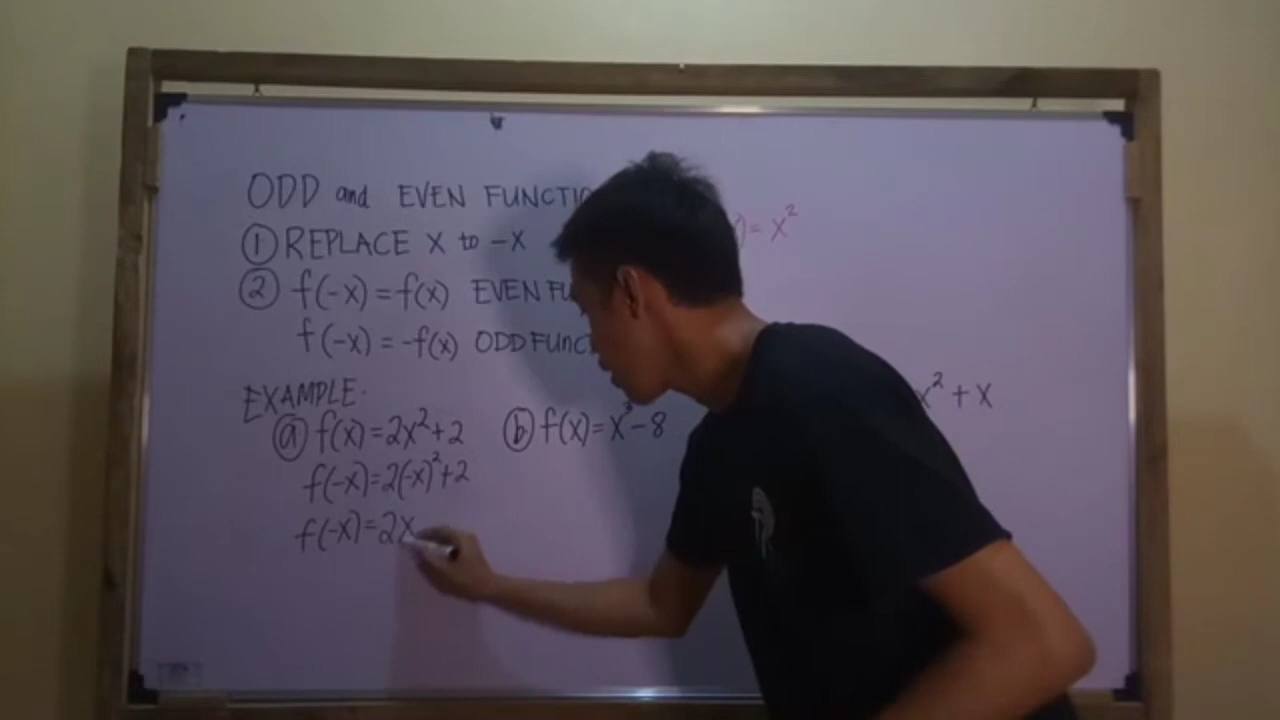 ODD and EVEN FUNCTIO
① REPLACE X to -X
② f(-x) = f(x) EVEN FU
f(-x) = -f(x) ODD FUNC
) = x²
EXAMPLE:
ⓐ f(x) = 2x²+2
ⓑ f(x) = x³-8
x² + x
f(-x) = 2(-x)²+2
f(-x) = 2x